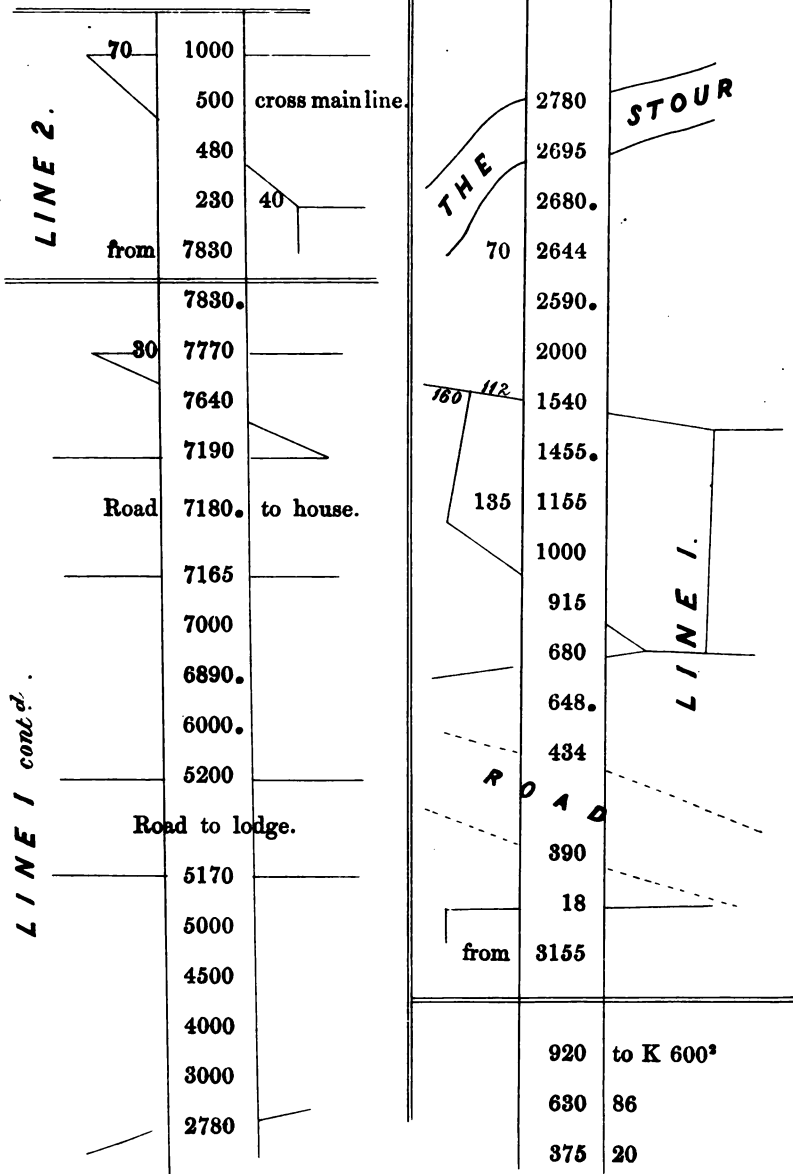 70 1000
500 cross main line.
480
230 40
from 7830
LINE 2.
7830.
30 7770
7640
7190
Road 7180. to house.
7165
7000
6890.
6000.
5200
Road to lodge.
5170
5000
4500
4000
3000
2780
LINE 1 contd.
2780
THE STOUR
2695
2680.
70 2644
2590.
2000
160 112 1540
1455.
135 1155
1000
915
680
648.
434
ROAD
390
18
from 3155
LINE 1.
920 to K 600²
630 86
375 20